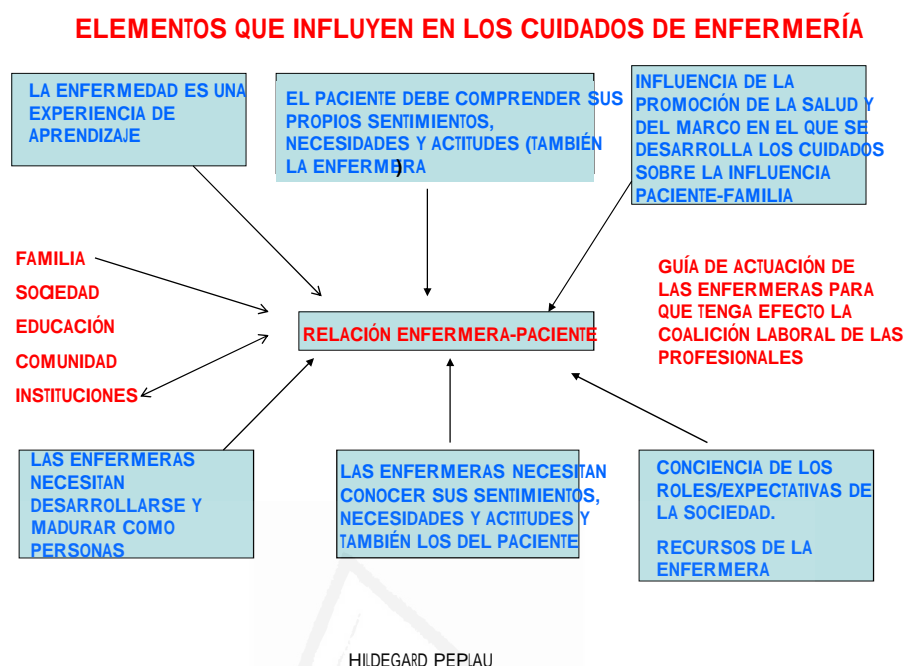 ELEMENTOS QUE INFLUYEN EN LOS CUIDADOS DE ENFERMERÍA
LA ENFERMEDAD ES UNA
EXPERIENCIA DE
APRENDIZAJE
EL PACIENTE DEBE COMPRENDER SUS
PROPIOS SENTIMIENTOS,
NECESIDADES Y ACTITUDES (TAMBIÉN
LA ENFERMERA)
INFLUENCIA DE LA
PROMOCIÓN DE LA SALUD Y
DEL MARCO EN EL QUE SE
DESARROLLA LOS CUIDADOS
SOBRE LA INFLUENCIA
PACIENTE-FAMILIA
FAMILIA
SOCIEDAD
EDUCACIÓN
COMUNIDAD
INSTITUCIONES
RELACIÓN ENFERMERA-PACIENTE
GUÍA DE ACTUACIÓN DE
LAS ENFERMERAS PARA
QUE TENGA EFECTO LA
COALICIÓN LABORAL DE LAS
PROFESIONALES
LAS ENFERMERAS
NECESITAN
DESARROLLARSE Y
MADURAR COMO
PERSONAS
LAS ENFERMERAS NECESITAN
CONOCER SUS SENTIMIENTOS,
NECESIDADES Y ACTITUDES Y
TAMBIÉN LOS DEL PACIENTE
CONCIENCIA DE LOS
ROLES/EXPECTATIVAS DE
LA SOCIEDAD.
RECURSOS DE LA
ENFERMERA
HILDEGARD PEPLAU